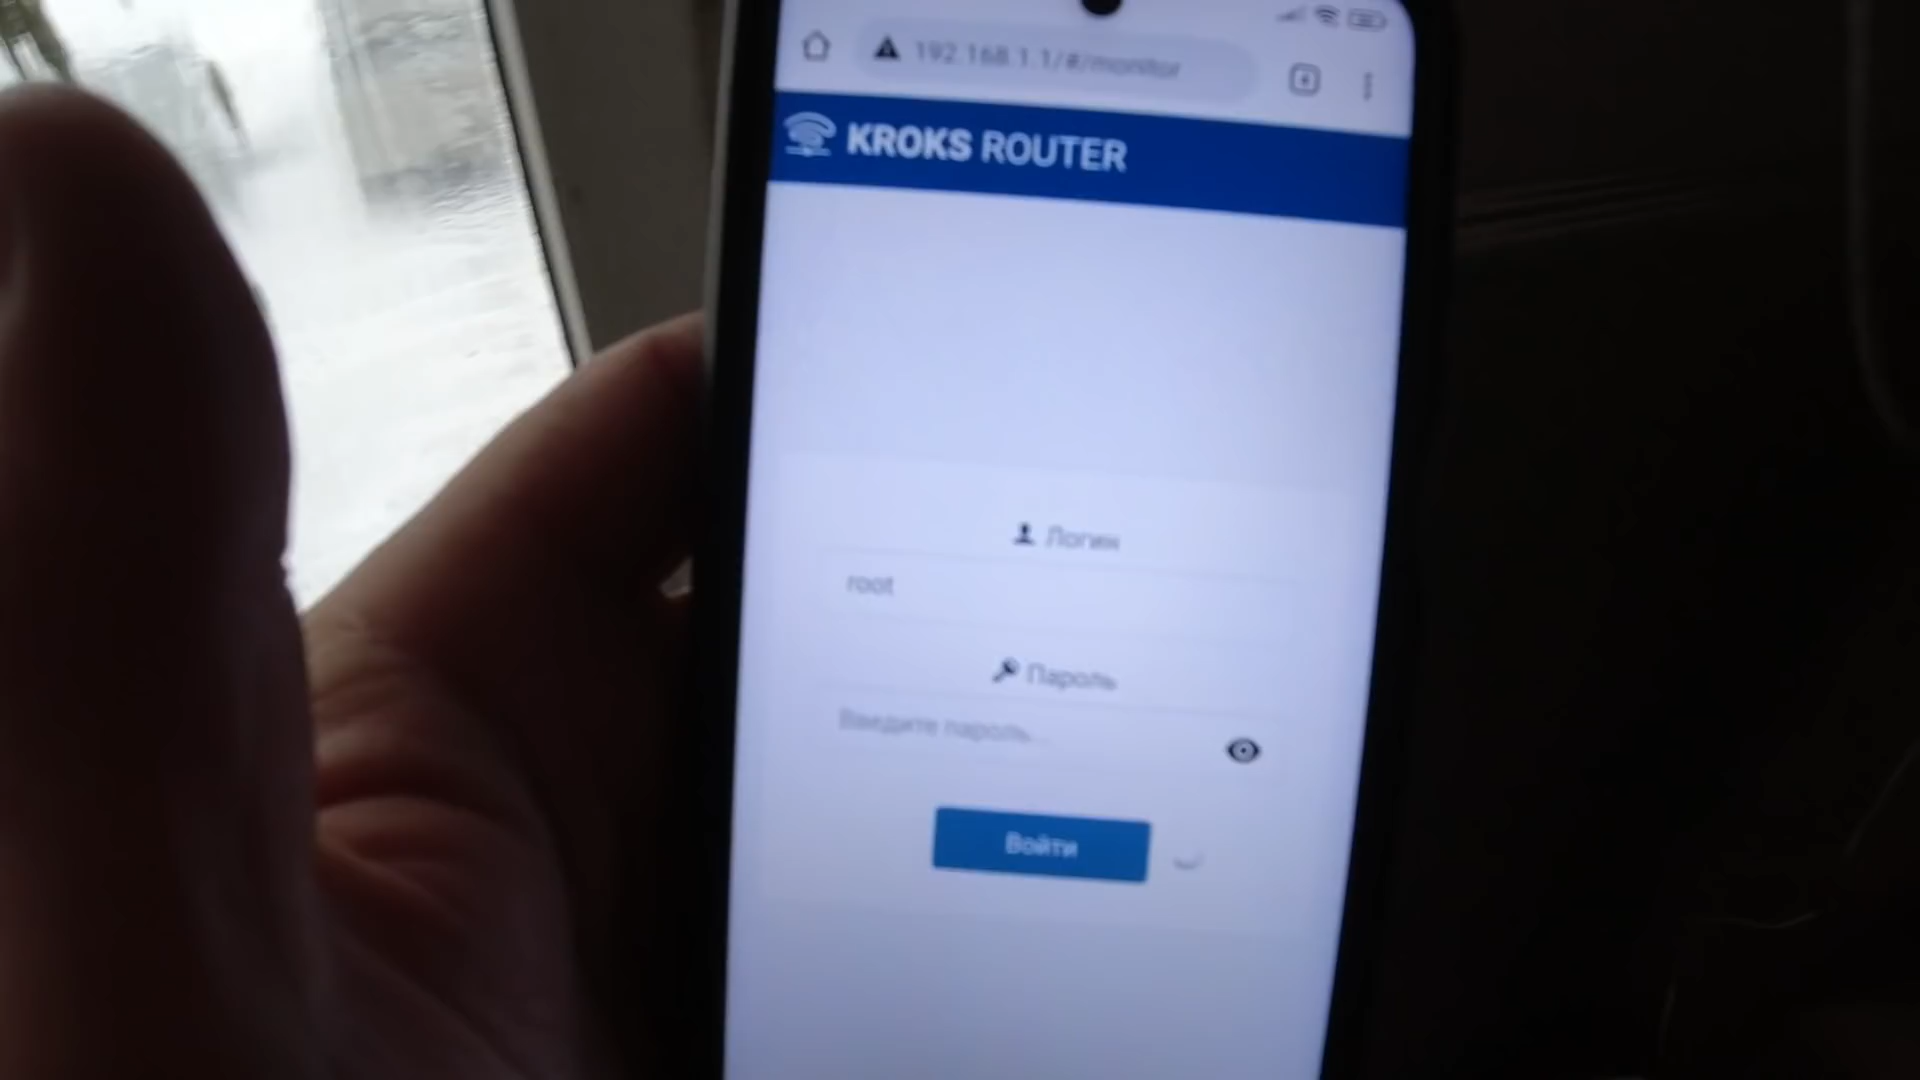 192.168.1.1/#/monitor
KROKS ROUTER
Логин
root
Пароль
Введите пароль...
Войти